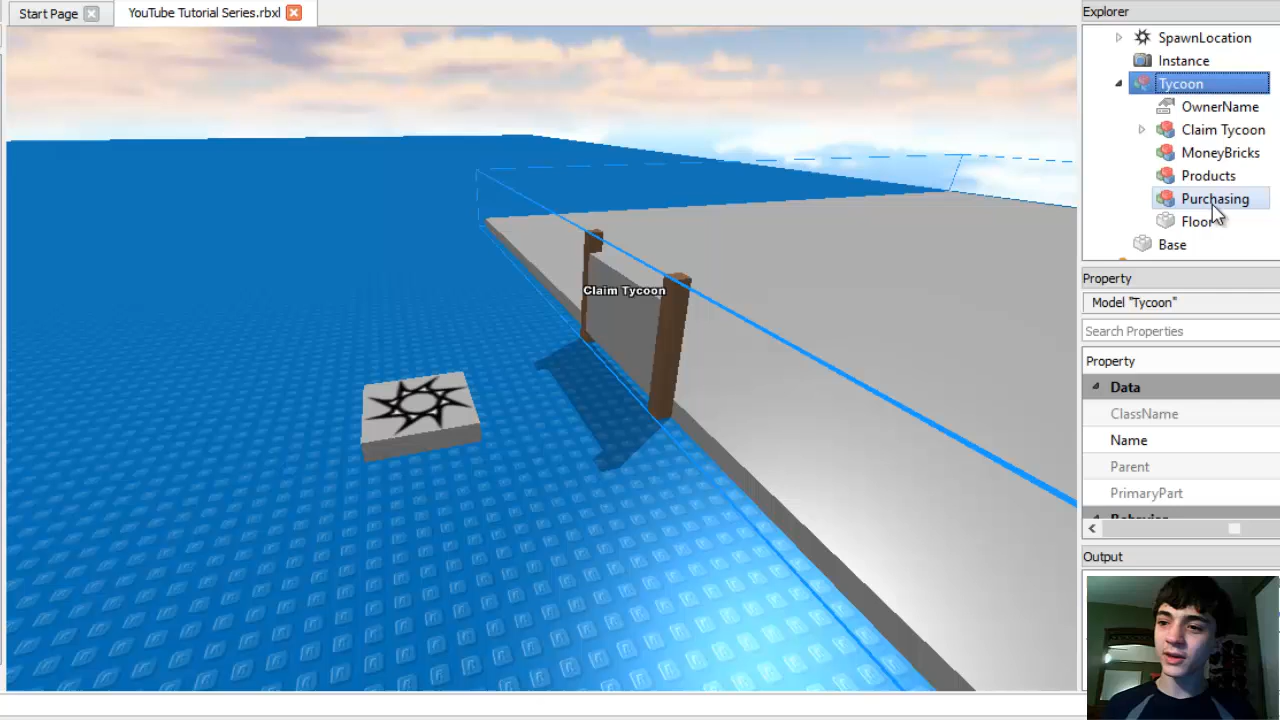 Start Page
YouTube Tutorial Series.rbxl
Explorer
SpawnLocation
Instance
Tycoon
OwnerName
Claim Tycoon
MoneyBricks
Products
Purchasing
Floor
Base
Claim Tycoon
Property
Model "Tycoon"
Search Properties
Property
Data
ClassName
Name
Parent
PrimaryPart
Behavior
Output